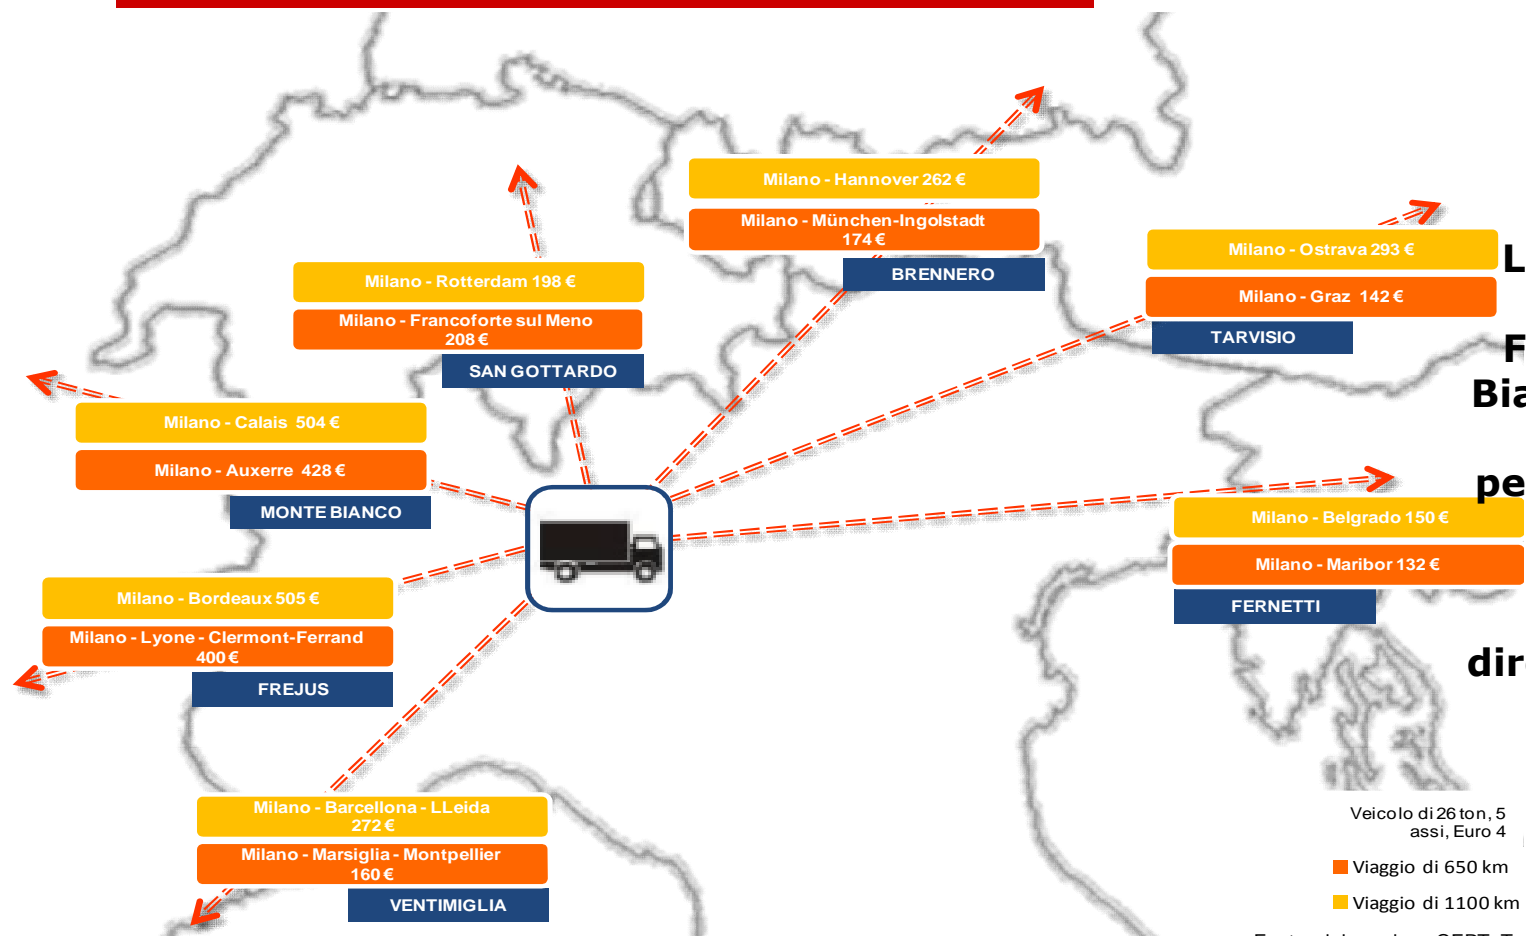 Milano - Hannover 262 €
Milano - München-Ingolstadt
174 €
BRENNERO
Milano - Ostrava 293 €
Milano - Graz 142 €
TARVISIO
Milano - Rotterdam 198 €
Milano - Francoforte sul Meno
208 €
SAN GOTTARDO
Milano - Calais 504 €
Milano - Auxerre 428 €
MONTE BIANCO
Milano - Belgrado 150 €
Milano - Maribor 132 €
FERNETTI
Milano - Bordeaux 505 €
Milano - Lyone - Clermont-Ferrand
400 €
FREJUS
Milano - Barcellona - LLeida
272 €
Milano - Marsiglia - Montpellier
160 €
VENTIMIGLIA
L
F
Bia
pe
dir
Veicolo di 26 ton, 5
assi, Euro 4
Viaggio di 650 km
Viaggio di 1100 km